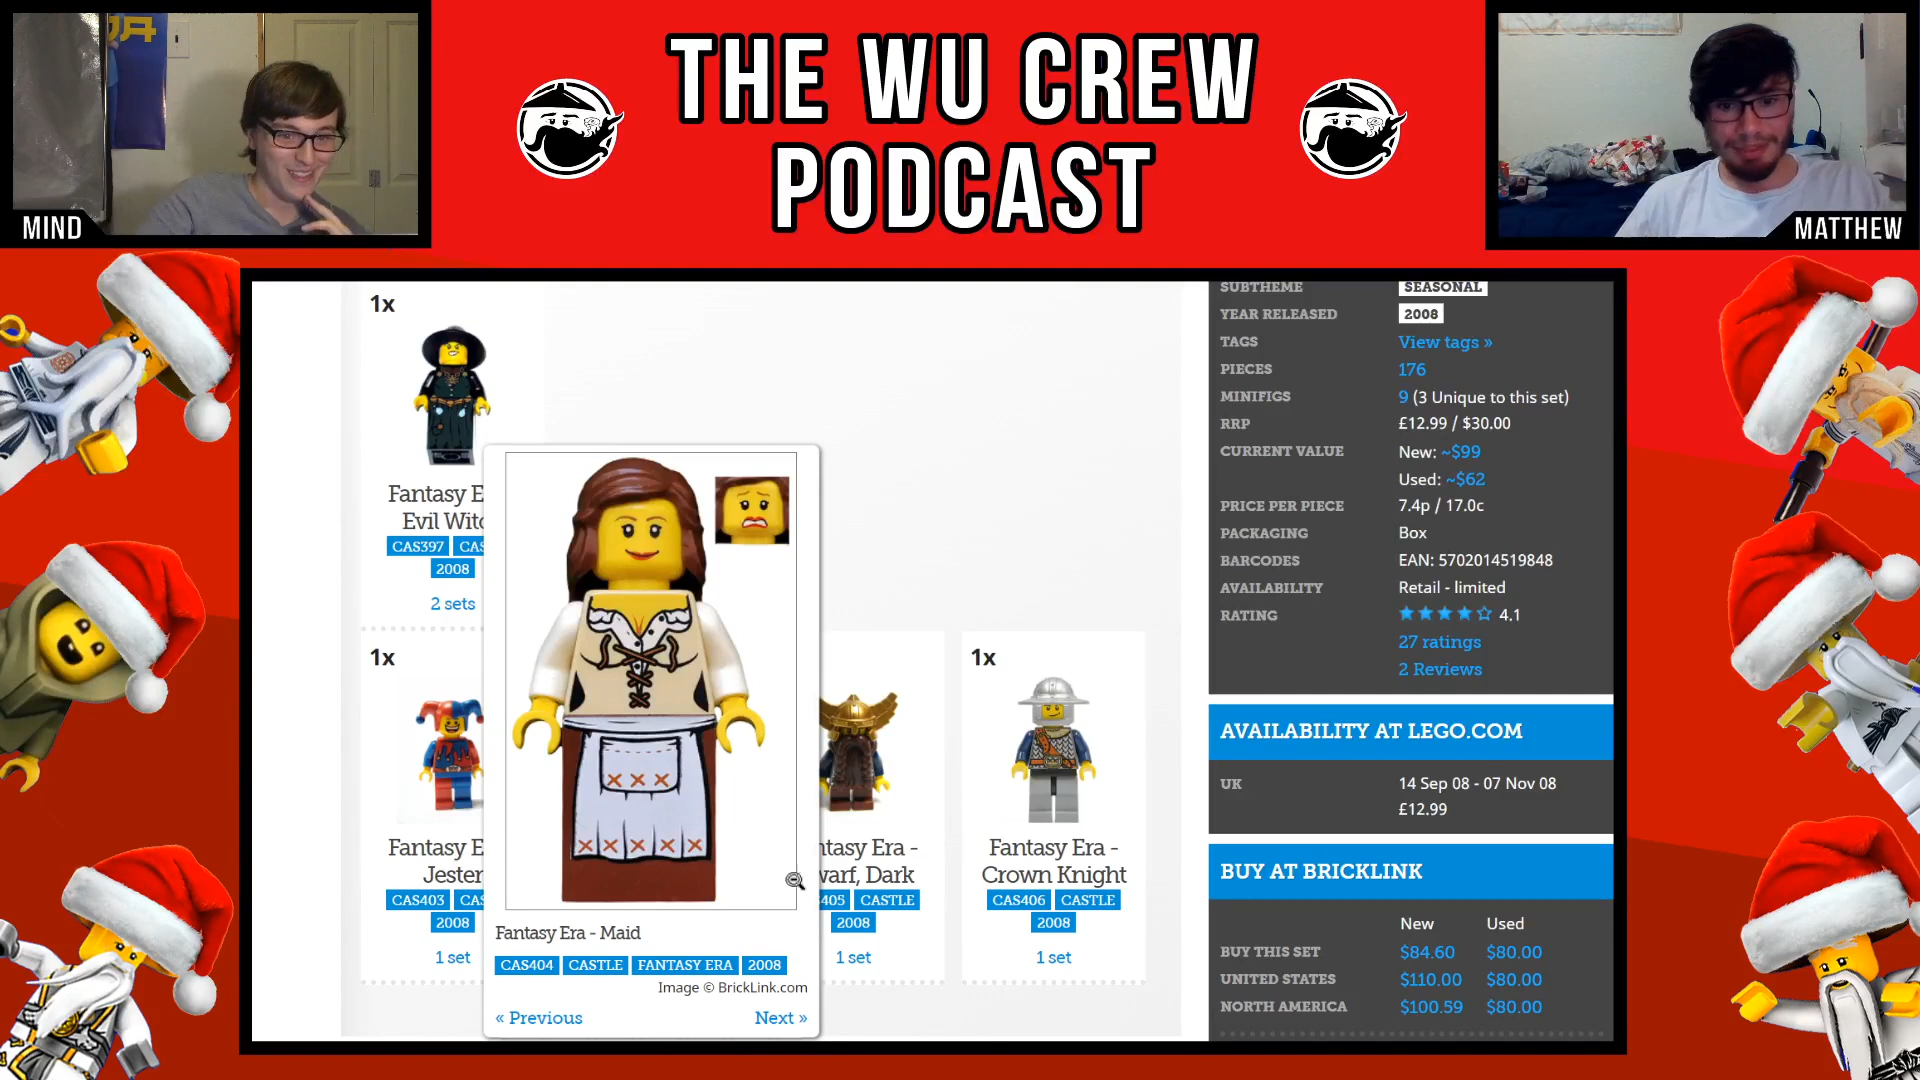 THE WU CREW
PODCAST
MIND
MATTHEW
1x
Fantasy E
Evil Witc
CAS397 CAS
2008
2 sets
1x
Fantasy E
Jester
CAS403 CAS
2008
1 set
Fantasy Era - Maid
CAS404 CASTLE FANTASY ERA 2008
Image © BrickLink.com
« Previous Next »
ntasy Era -
warf, Dark
405 CASTLE
2008
1 set
1x
Fantasy Era -
Crown Knight
CAS406 CASTLE
2008
1 set
SUBTHEME SEASONAL
YEAR RELEASED 2008
TAGS View tags »
PIECES 176
MINIFIGS 9 (3 Unique to this set)
RRP £12.99 / $30.00
CURRENT VALUE New: ~$99
Used: ~$62
PRICE PER PIECE 7.4p / 17.0c
PACKAGING Box
BARCODES EAN: 5702014519848
AVAILABILITY Retail - limited
RATING 4.1
27 ratings
2 Reviews
AVAILABILITY AT LEGO.COM
UK 14 Sep 08 - 07 Nov 08
£12.99
BUY AT BRICKLINK
New Used
BUY THIS SET $84.60 $80.00
UNITED STATES $110.00 $80.00
NORTH AMERICA $100.59 $80.00